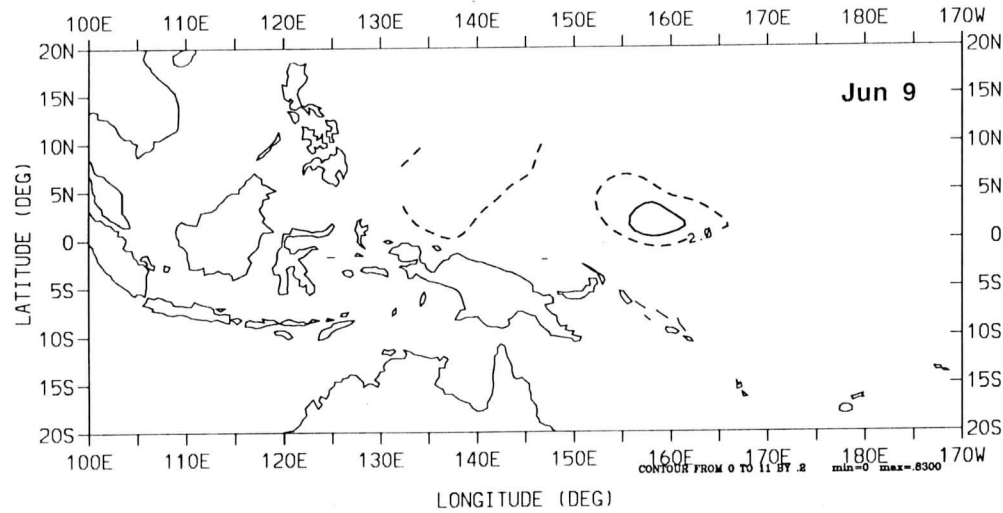 100E 110E 120E 130E 140E 150E 160E 170E 180E 170W
20N 20N
Jun 9
15N 15N
10N 10N
5N 5N
0 0
2.0
5S 5S
10S 10S
15S 15S
20S 20S
LATITUDE (DEG)
100E 110E 120E 130E 140E 150E 160E 170E 180E 170W
CONTOUR FROM 0 TO 11 BY .2 min=0 max=.6300
LONGITUDE (DEG)